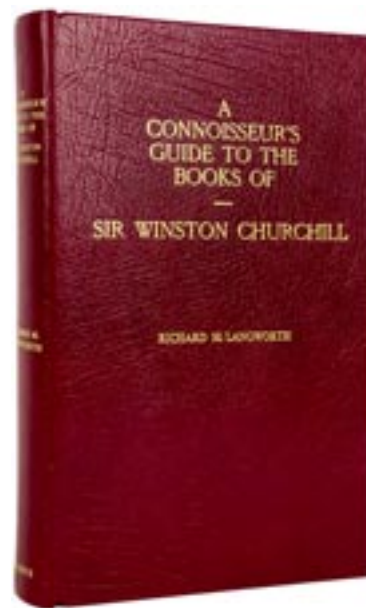 A
CONNOISSEUR'S
GUIDE TO THE
BOOKS OF
—
SIR WINSTON CHURCHILL
RICHARD M. LANGWORTH